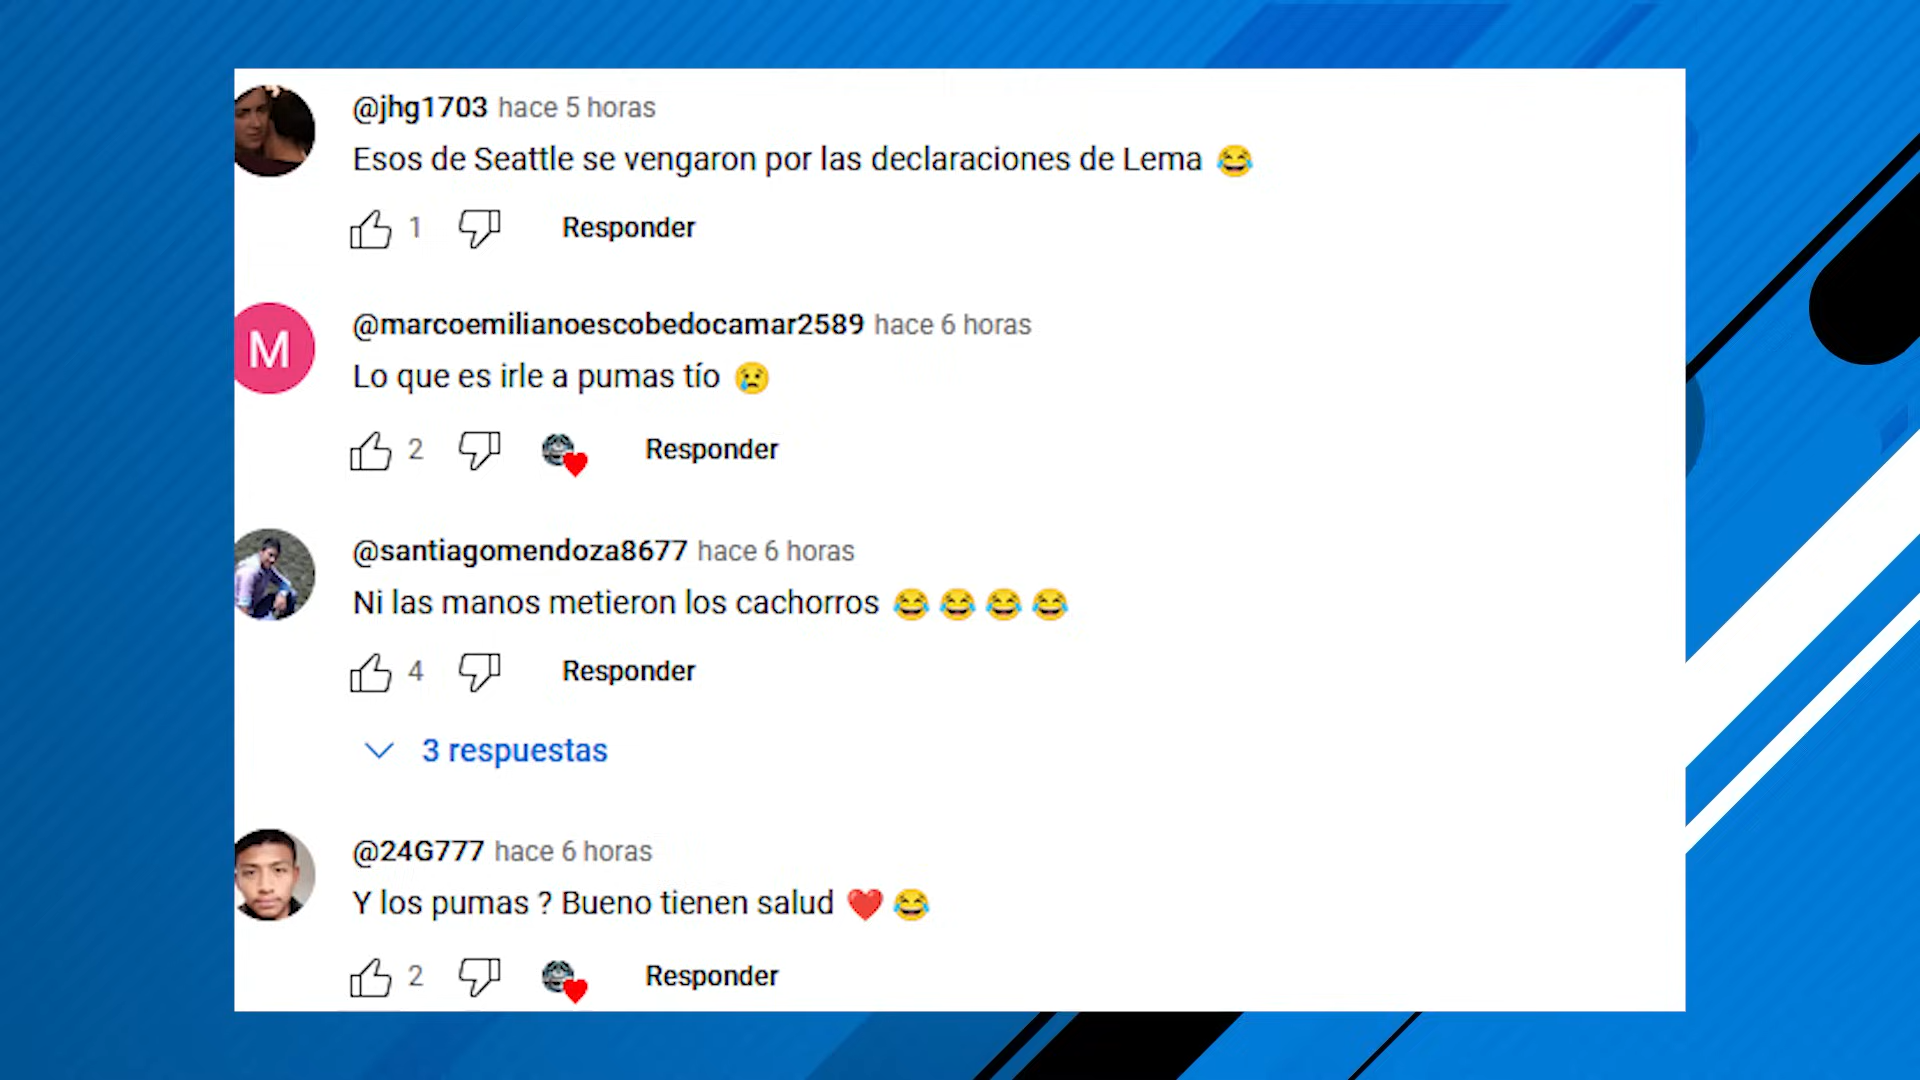 @jhg1703 hace 5 horas
Esos de Seattle se vengaron por las declaraciones de Lema 😂
1 Responder
M
@marcoemilianoescobedocamar2589 hace 6 horas
Lo que es irle a pumas tío 😢
2 Responder
@santiagomendoza8677 hace 6 horas
Ni las manos metieron los cachorros 😂😂😂😂
4 Responder
3 respuestas
@24G777 hace 6 horas
Y los pumas ? Bueno tienen salud ❤️😂
2 Responder